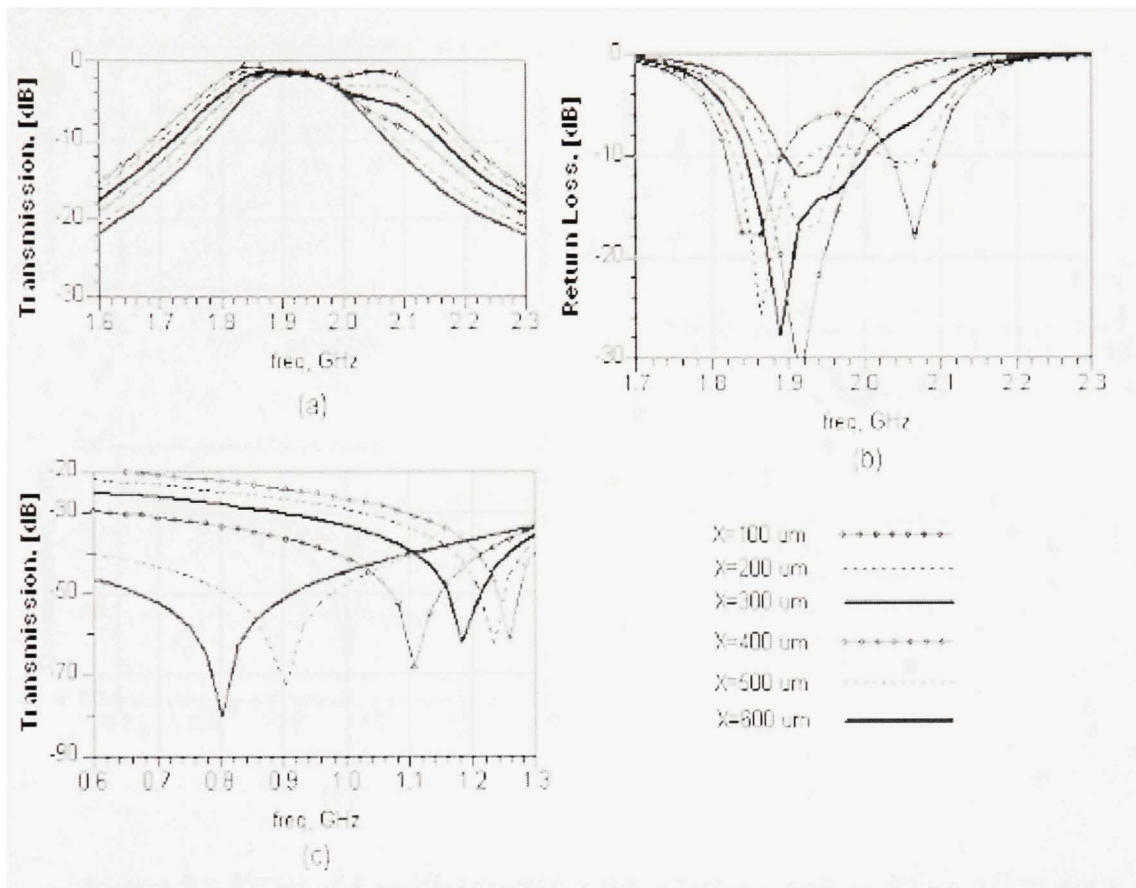 Transmission. [dB]
0
-10
-20
-30
1.6 1.7 1.8 1.9 2.0 2.1 2.2 2.3
freq, GHz
(a)
Return Loss. [dB]
0
-10
-20
-30
1.7 1.8 1.9 2.0 2.1 2.2 2.3
freq, GHz
(b)
Transmission. [dB]
-20
-30
-50
-70
-90
0.6 0.7 0.8 0.9 1.0 1.1 1.2 1.3
freq, GHz
(c)
X=100 um
X=200 um
X=300 um
X=400 um
X=500 um
X=600 um